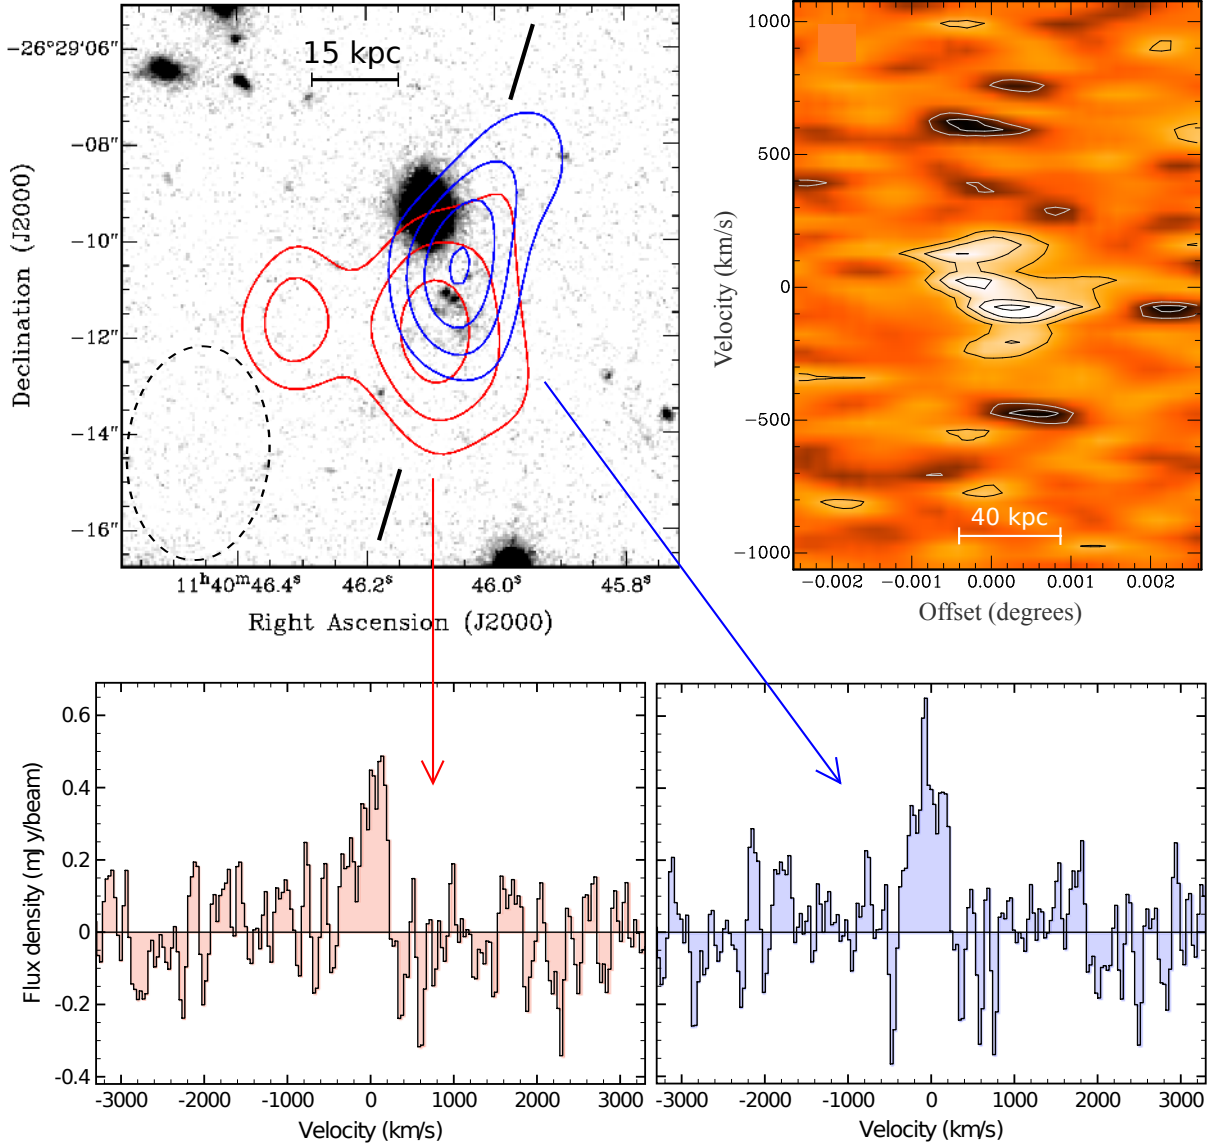 −26°29′06″
−08″
−10″
−12″
−14″
−16″
Declination (J2000)
15 kpc
11ʰ40ᵐ46.4ˢ 46.2ˢ 46.0ˢ 45.8ˢ
Right Ascension (J2000)
1000
500
0
−500
−1000
Velocity (km/s)
40 kpc
−0.002 −0.001 0.000 0.001 0.002
Offset (degrees)
0.6
0.4
0.2
0
-0.2
-0.4
Flux density (mJy/beam)
-3000 -2000 -1000 0 1000 2000 3000
Velocity (km/s)
-3000 -2000 -1000 0 1000 2000 3000
Velocity (km/s)